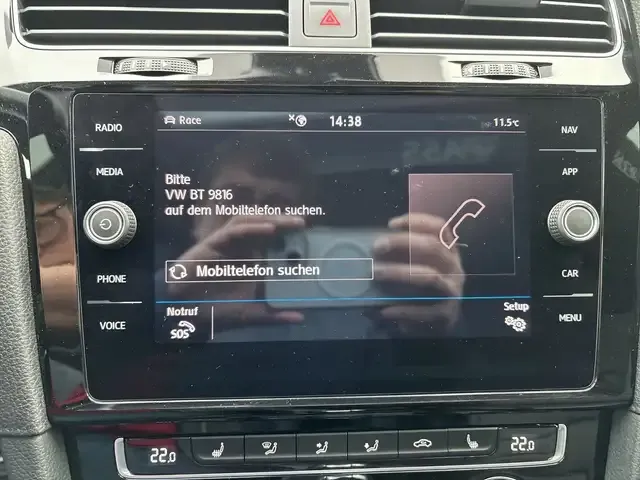 RADIO
MEDIA
PHONE
VOICE
Race
14:38
11.5°C
Bitte
VW BT 9816
auf dem Mobiltelefon suchen.
Mobiltelefon suchen
Notruf
SOS
Setup
NAV
APP
CAR
MENU
22.0
22.0